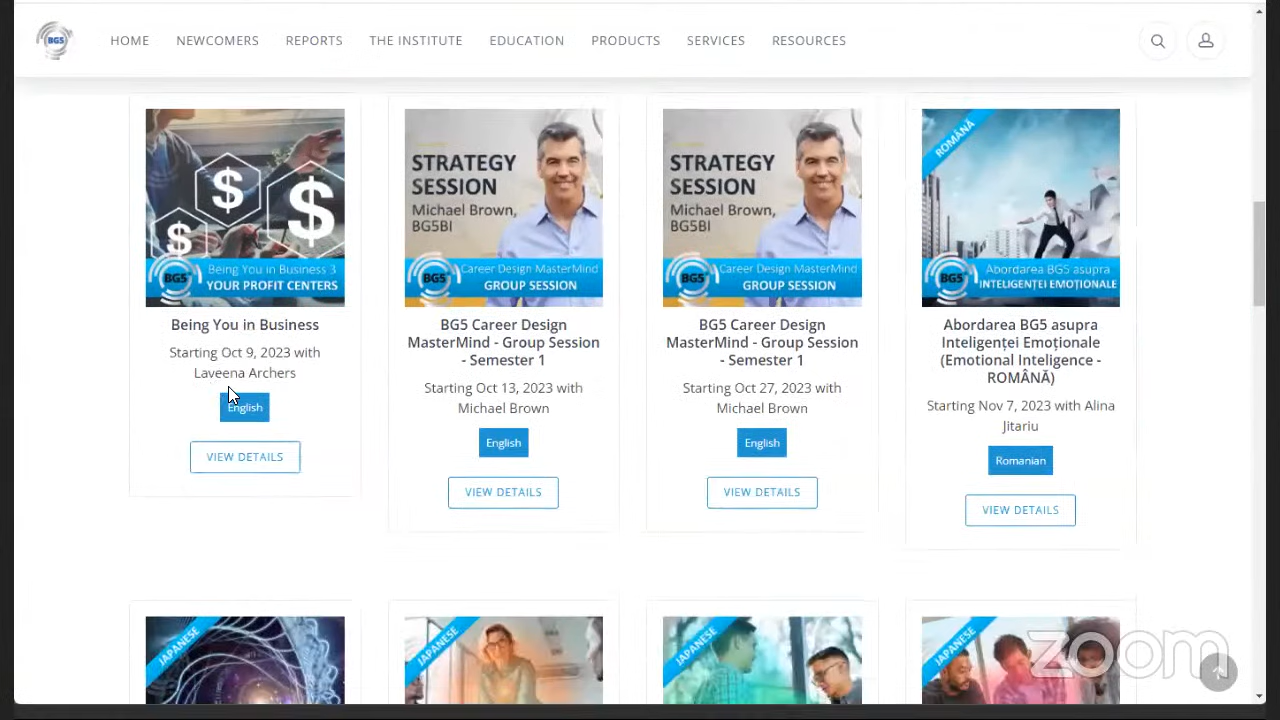 BG5
HOME NEWCOMERS REPORTS THE INSTITUTE EDUCATION PRODUCTS SERVICES RESOURCES
$ $ $
BG5
Being You in Business 3
YOUR PROFIT CENTERS
Being You in Business
Starting Oct 9, 2023 with
Laveena Archers
English
VIEW DETAILS
STRATEGY
SESSION
Michael Brown,
BG5BI
BG5
Career Design MasterMind
GROUP SESSION
BG5 Career Design
MasterMind - Group Session
- Semester 1
Starting Oct 13, 2023 with
Michael Brown
English
VIEW DETAILS
STRATEGY
SESSION
Michael Brown,
BG5BI
BG5
Career Design MasterMind
GROUP SESSION
BG5 Career Design
MasterMind - Group Session
- Semester 1
Starting Oct 27, 2023 with
Michael Brown
English
VIEW DETAILS
ROMÂNĂ
BG5
Abordarea BG5 asupra
INTELIGENȚEI EMOȚIONALE
Abordarea BG5 asupra
Inteligenței Emoționale
(Emotional Intelligence -
ROMÂNĂ)
Starting Nov 7, 2023 with Alina
Jitariu
Romanian
VIEW DETAILS
JAPANESE
JAPANESE
JAPANESE
JAPANESE
zoom